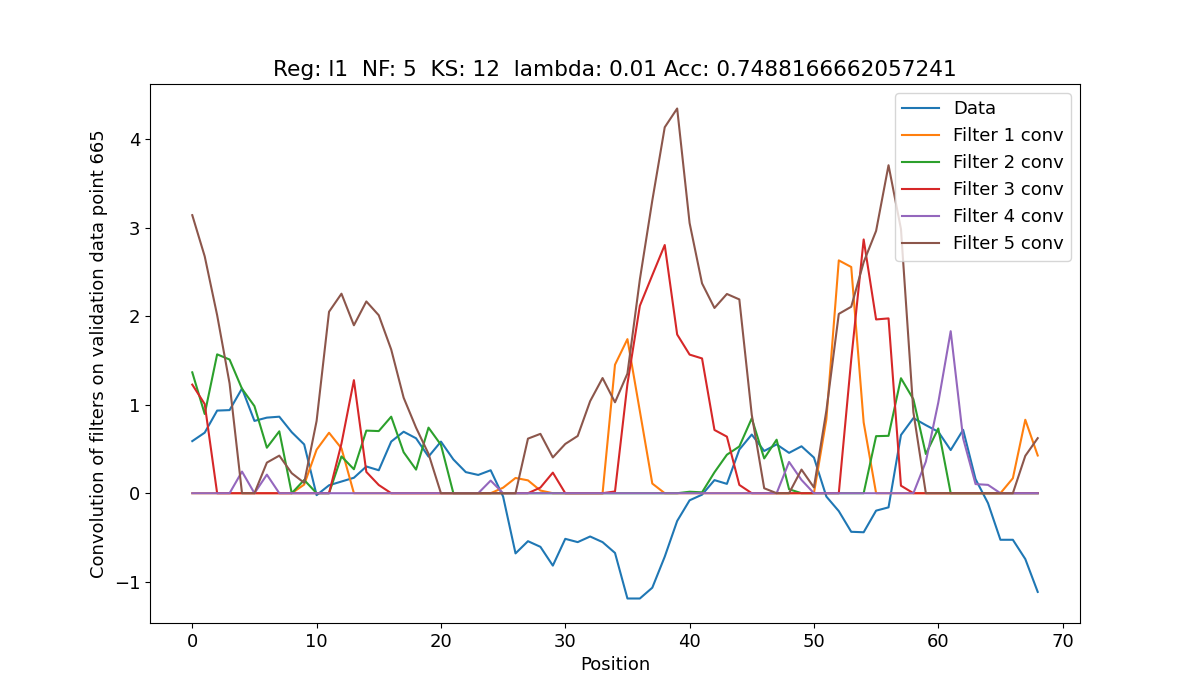 Reg: l1  NF: 5  KS: 12  lambda: 0.01 Acc: 0.7488166662057241
Convolution of filters on validation data point 665
4
3
2
1
0
−1
Data
Filter 1 conv
Filter 2 conv
Filter 3 conv
Filter 4 conv
Filter 5 conv
0 10 20 30 40 50 60 70
Position